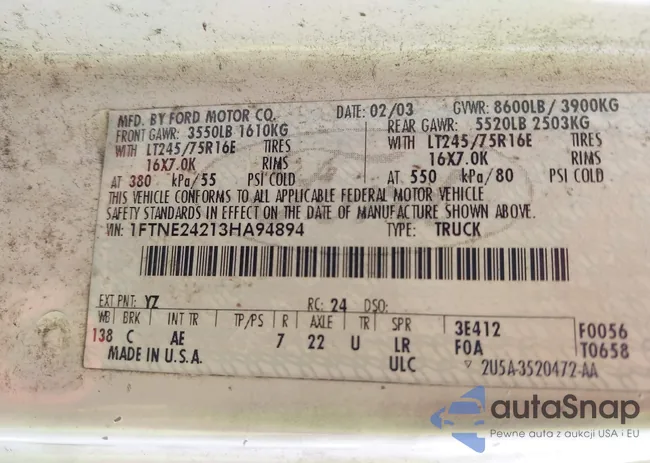 MFD. BY FORD MOTOR CO. DATE: 02/03 GVWR: 8600LB / 3900KG
FRONT GAWR: 3550LB 1610KG REAR GAWR: 5520LB 2503KG
WITH LT245/75R16E TIRES WITH LT245/75R16E TIRES
16X7.0K RIMS 16X7.0K RIMS
AT 380 kPa/55 PSI COLD AT 550 kPa/80 PSI COLD
THIS VEHICLE CONFORMS TO ALL APPLICABLE FEDERAL MOTOR VEHICLE
SAFETY STANDARDS IN EFFECT ON THE DATE OF MANUFACTURE SHOWN ABOVE.
VIN: 1FTNE24213HA94894 TYPE: TRUCK
EXT PNT: YZ RC: 24 DSO:
WB BRK INT TR TP/PS R AXLE TR SPR 3E412 F0056
138 C AE 7 22 U LR F0A T0658
MADE IN U.S.A. ULC ▽ 2U5A-3520472-AA
autoSnap
Pewne auta z aukcji USA i EU